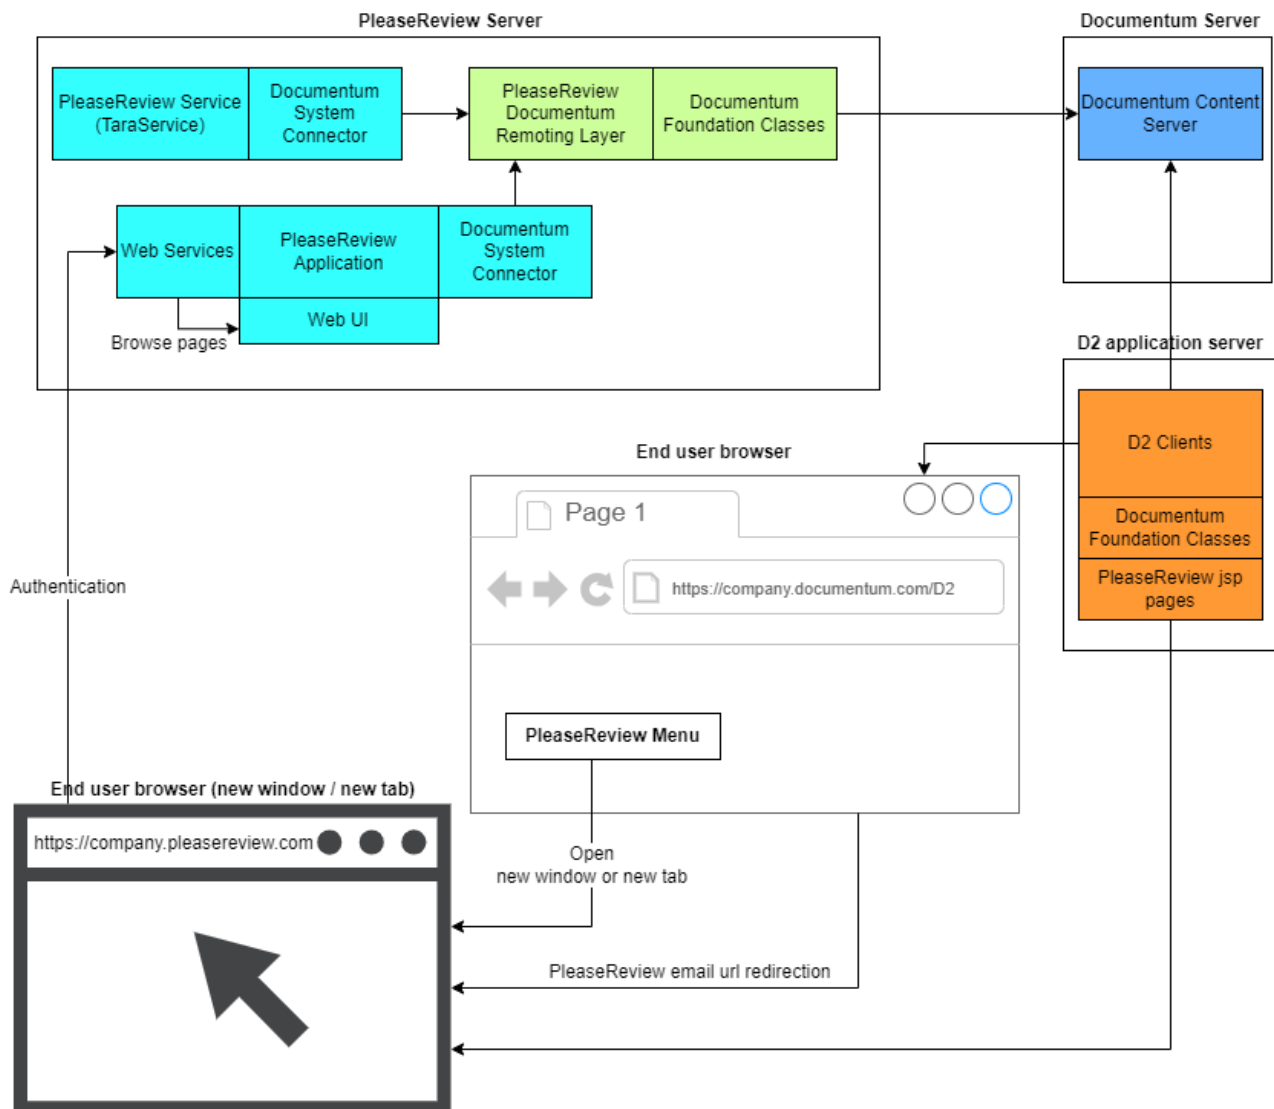 PleaseReview Server
Documentum Server
PleaseReview Service
(TaraService)
Documentum
System
Connector
PleaseReview
Documentum
Remoting Layer
Documentum
Foundation Classes
Documentum Content
Server
Web Services
PleaseReview
Application
Documentum
System
Connector
Web UI
Browse pages
D2 application server
D2 Clients
Documentum
Foundation Classes
PleaseReview jsp
pages
End user browser
Page 1
https://company.documentum.com/D2
Authentication
PleaseReview Menu
End user browser (new window / new tab)
https://company.pleasereview.com
Open
new window or new tab
PleaseReview email url redirection